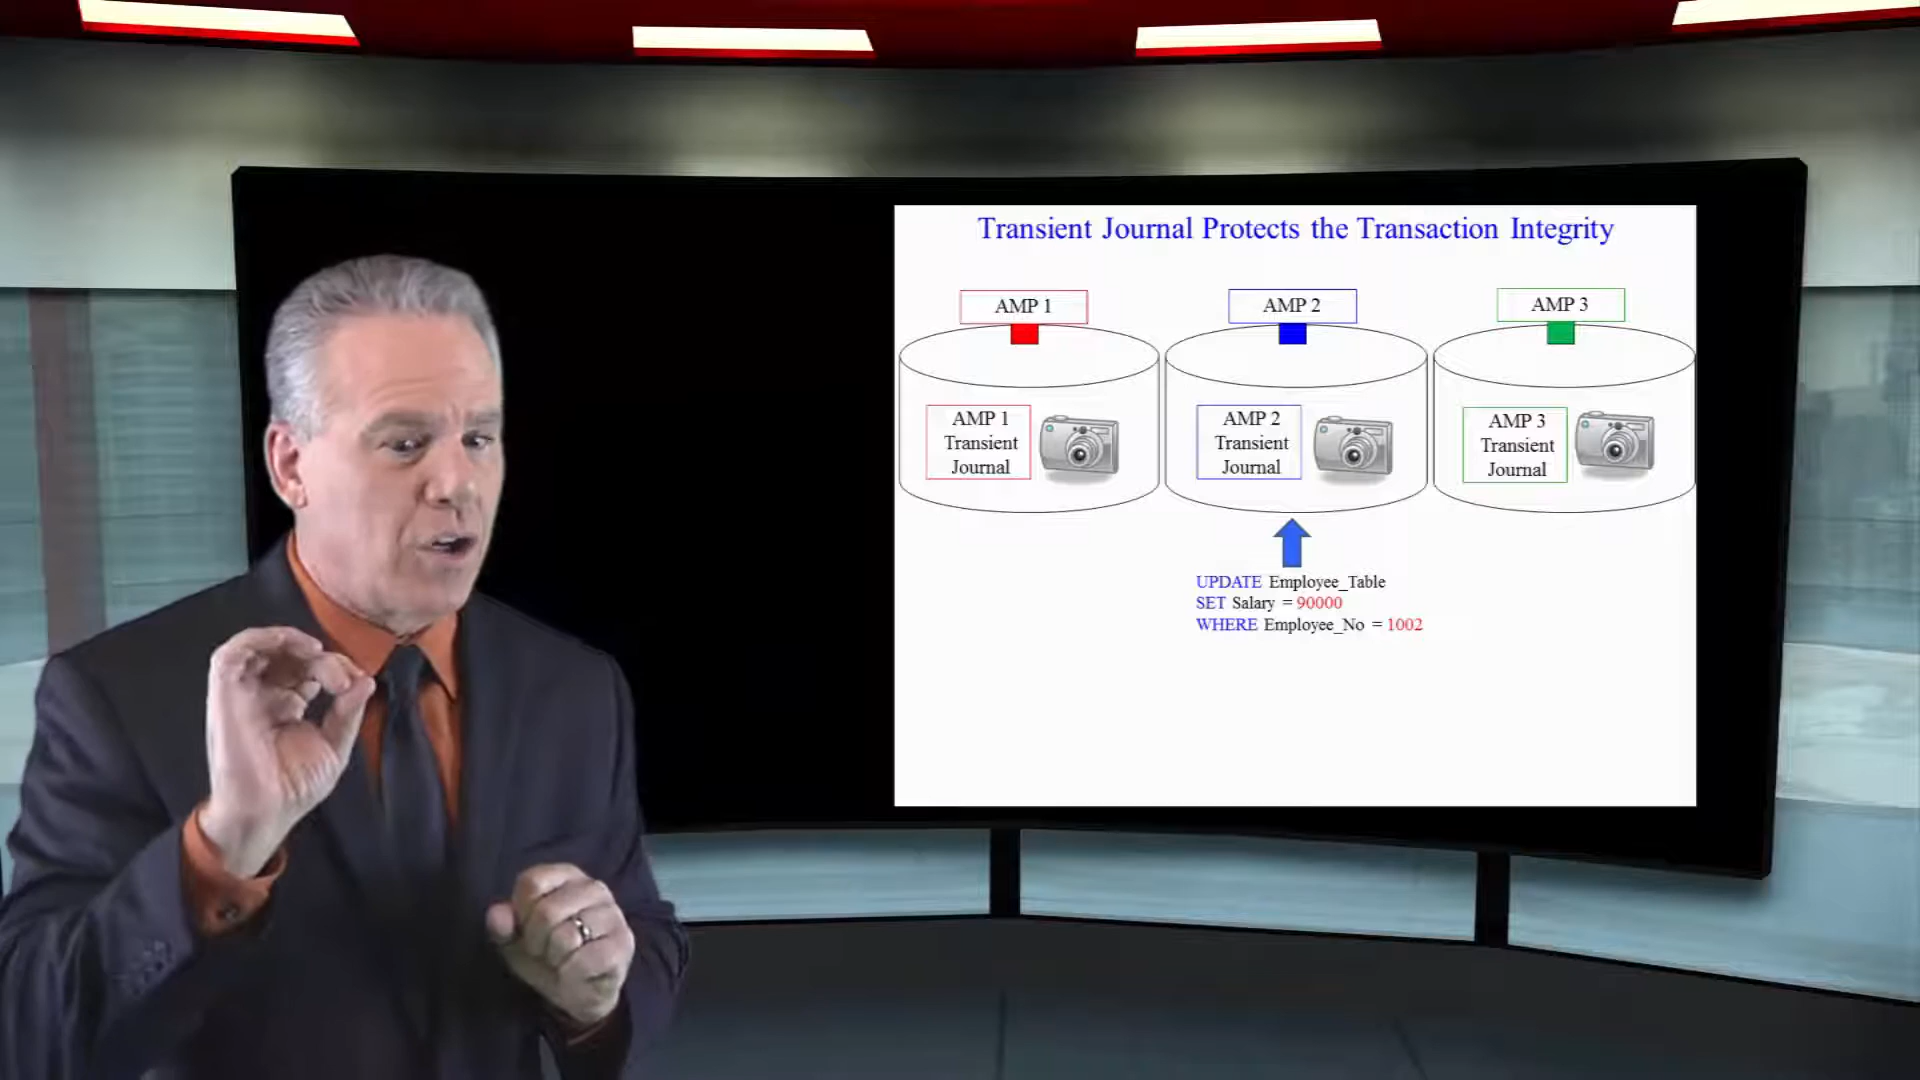 Transient Journal Protects the Transaction Integrity
AMP 1
AMP 2
AMP 3
AMP 1
Transient
Journal
AMP 2
Transient
Journal
AMP 3
Transient
Journal
UPDATE Employee_Table
SET Salary = 90000
WHERE Employee_No = 1002